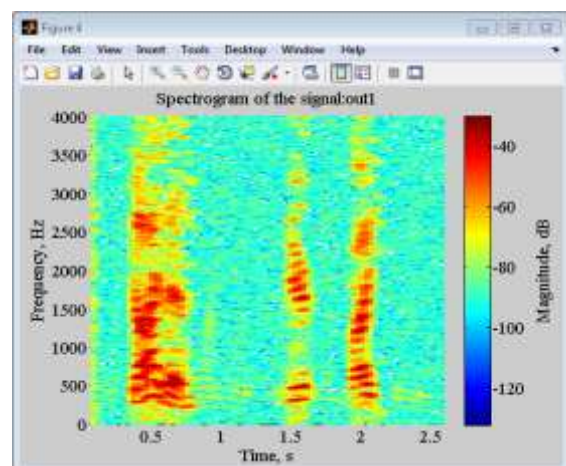 Figure 6
File Edit View Insert Tools Desktop Window Help
Spectrogram of the signal:out1
4000
3500
3000
2500
2000
1500
1000
500
0
Frequency, Hz
0.5 1 1.5 2 2.5
Time, s
-40
-60
-80
-100
-120
Magnitude, dB